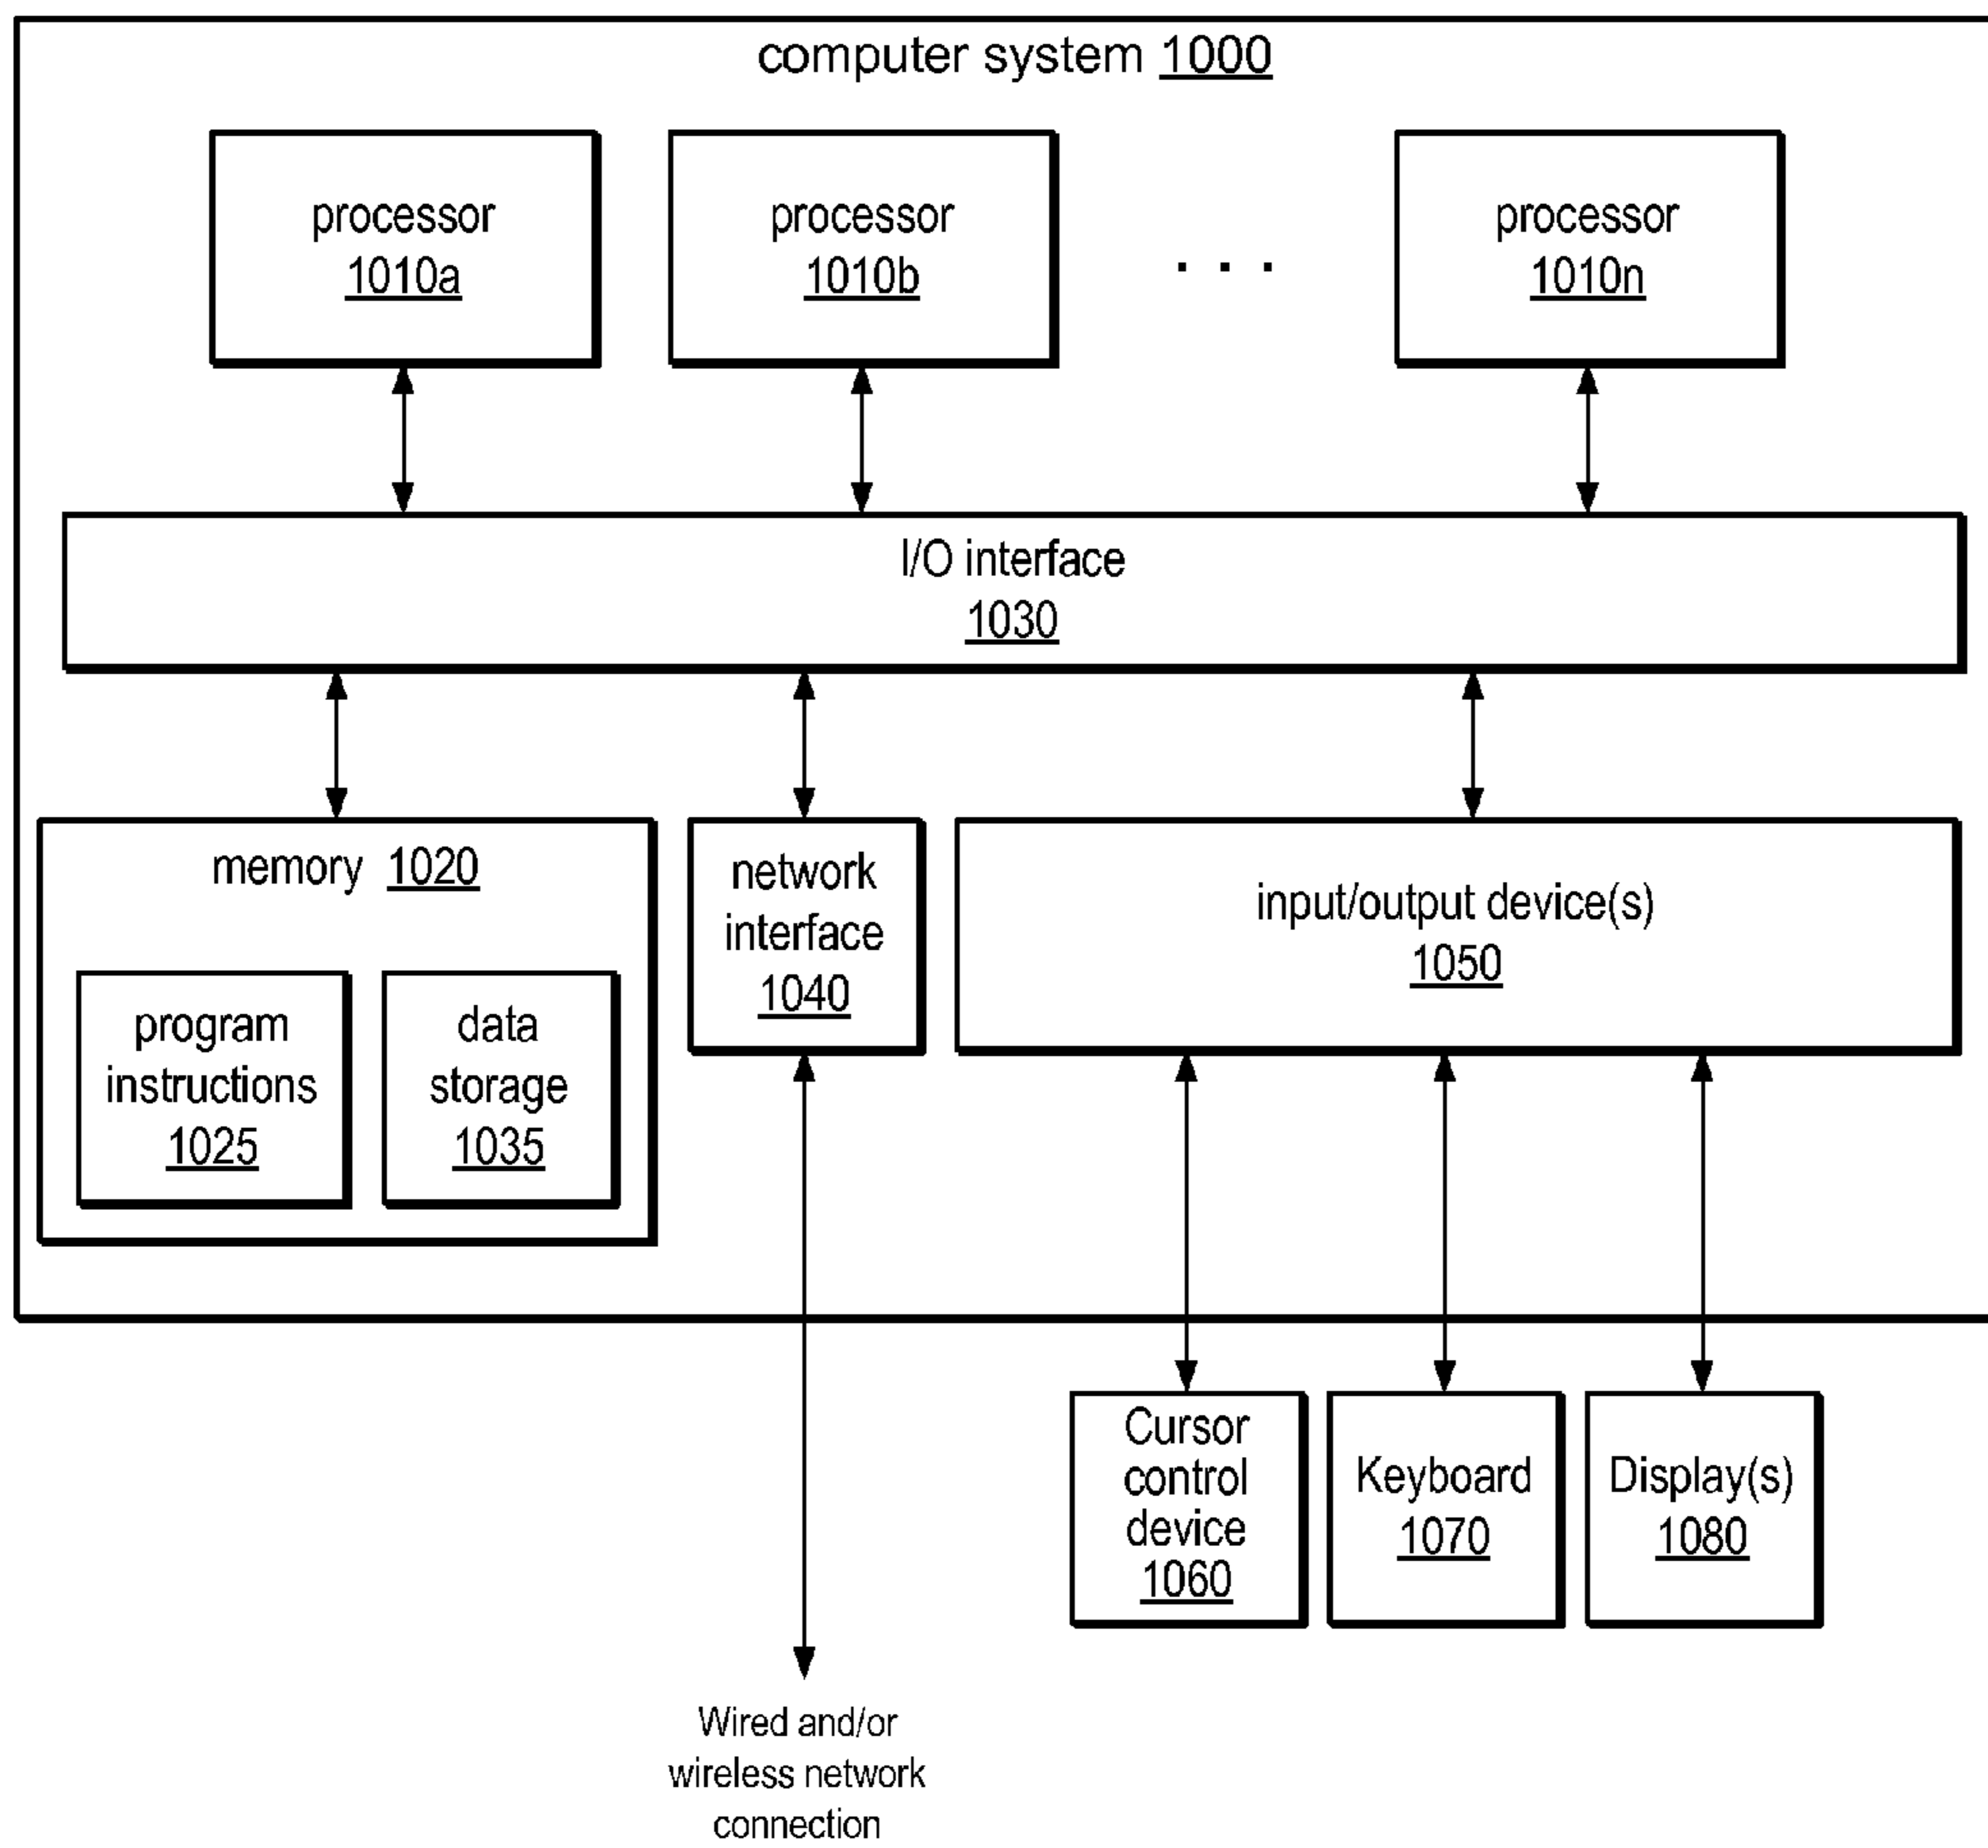 computer system 1000
processor
1010a
processor
1010b
. . .
processor
1010n
I/O interface
1030
memory 1020
program
instructions
1025
data
storage
1035
network
interface
1040
input/output device(s)
1050
Cursor
control
device
1060
Keyboard
1070
Display(s)
1080
Wired and/or
wireless network
connection